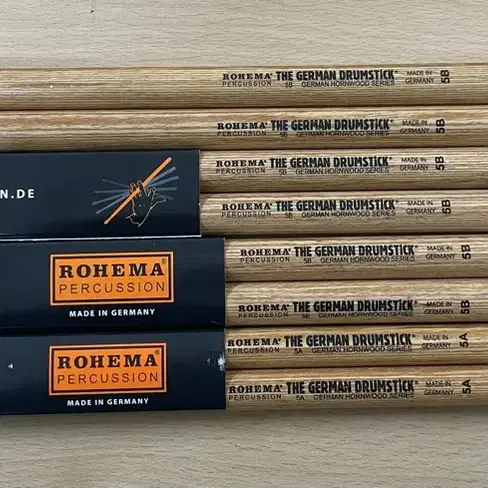 ROHEMA® THE GERMAN DRUMSTICK® MADE IN 5B
PERCUSSION 5B GERMAN HORNWOOD SERIES GERMANY
ROHEMA® THE GERMAN DRUMSTICK® MADE IN 5B
PERCUSSION 5B GERMAN HORNWOOD SERIES GERMANY
N.DE
ROHEMA® THE GERMAN DRUMSTICK® MADE IN 5B
PERCUSSION 5B GERMAN HORNWOOD SERIES GERMANY
ROHEMA® THE GERMAN DRUMSTICK® MADE IN 5B
PERCUSSION 5B GERMAN HORNWOOD SERIES GERMANY
ROHEMA®
PERCUSSION
MADE IN GERMANY
ROHEMA® THE GERMAN DRUMSTICK® MADE IN 5B
PERCUSSION 5B GERMAN HORNWOOD SERIES GERMANY
ROHEMA® THE GERMAN DRUMSTICK® MADE IN 5B
PERCUSSION 5B GERMAN HORNWOOD SERIES GERMANY
ROHEMA®
PERCUSSION
MADE IN GERMANY
ROHEMA® THE GERMAN DRUMSTICK® MADE IN 5A
PERCUSSION 5A GERMAN HORNWOOD SERIES GERMANY
ROHEMA® THE GERMAN DRUMSTICK® MADE IN 5A
PERCUSSION 5A GERMAN HORNWOOD SERIES GERMANY